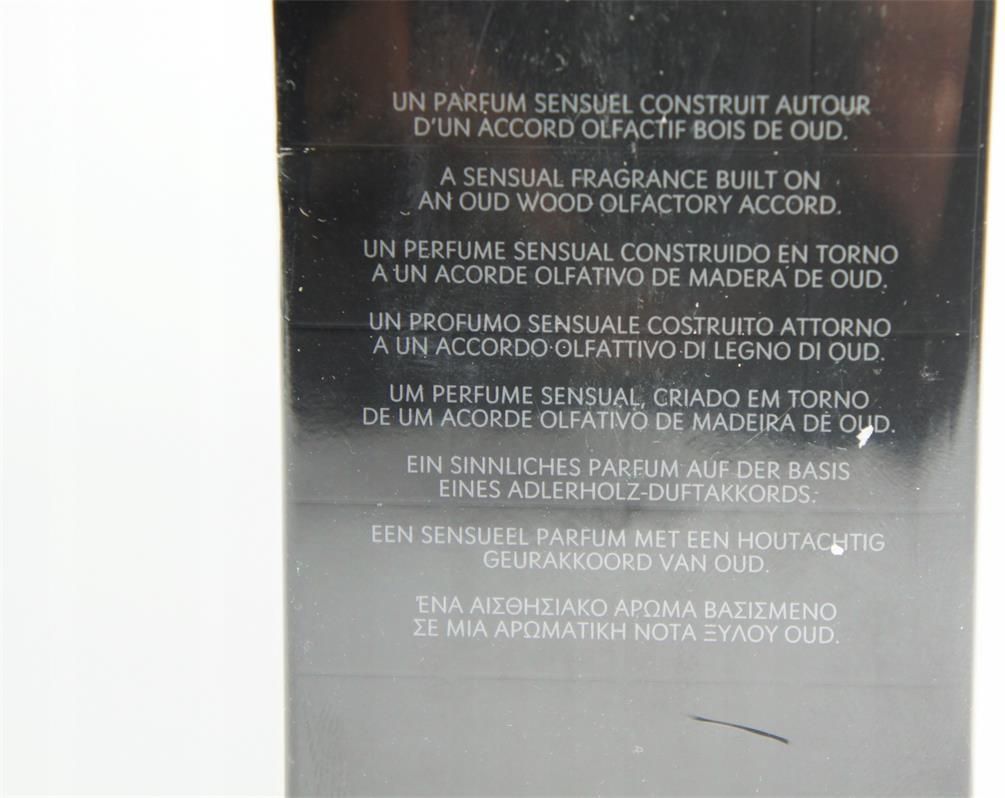 UN PARFUM SENSUEL CONSTRUIT AUTOUR
D'UN ACCORD OLFACTIF BOIS DE OUD.
A SENSUAL FRAGRANCE BUILT ON
AN OUD WOOD OLFACTORY ACCORD.
UN PERFUME SENSUAL CONSTRUIDO EN TORNO
A UN ACORDE OLFATIVO DE MADERA DE OUD.
UN PROFUMO SENSUALE COSTRUITO ATTORNO
A UN ACCORDO OLFATTIVO DI LEGNO DI OUD.
UM PERFUME SENSUAL, CRIADO EM TORNO
DE UM ACORDE OLFATIVO DE MADEIRA DE OUD.
EIN SINNLICHES PARFUM AUF DER BASIS
EINES ADLERHOLZ-DUFTAKKORDS.
EEN SENSUEEL PARFUM MET EEN HOUTACHTIG
GEURAKKOORD VAN OUD.
ΈΝΑ ΑΙΣΘΗΣΙΑΚΟ ΑΡΩΜΑ ΒΑΣΙΣΜΕΝΟ
ΣΕ ΜΙΑ ΑΡΩΜΑΤΙΚΗ ΝΟΤΑ ΞΥΛΟΥ OUD.